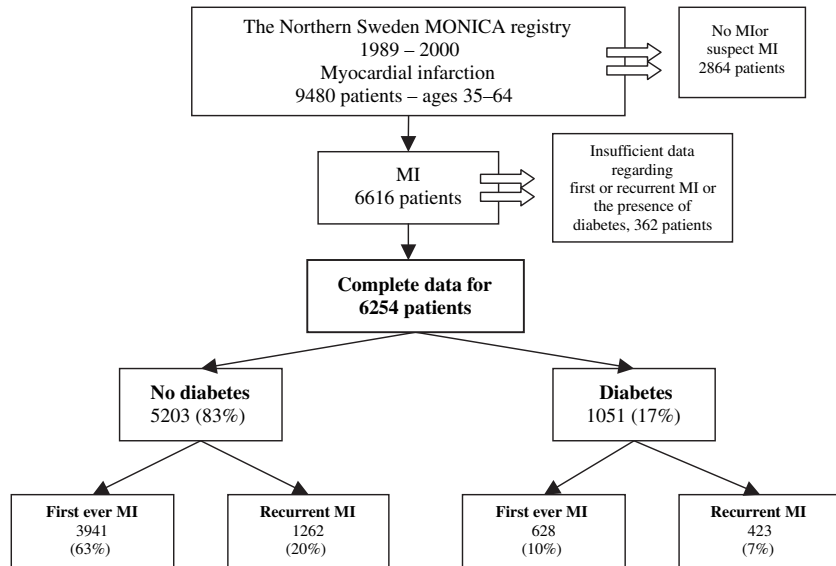 The Northern Sweden MONICA registry
1989 – 2000
Myocardial infarction
9480 patients – ages 35–64
No MIor
suspect MI
2864 patients
MI
6616 patients
Insufficient data
regarding
first or recurrent MI or
the presence of
diabetes, 362 patients
Complete data for
6254 patients
No diabetes
5203 (83%)
Diabetes
1051 (17%)
First ever MI
3941
(63%)
Recurrent MI
1262
(20%)
First ever MI
628
(10%)
Recurrent MI
423
(7%)